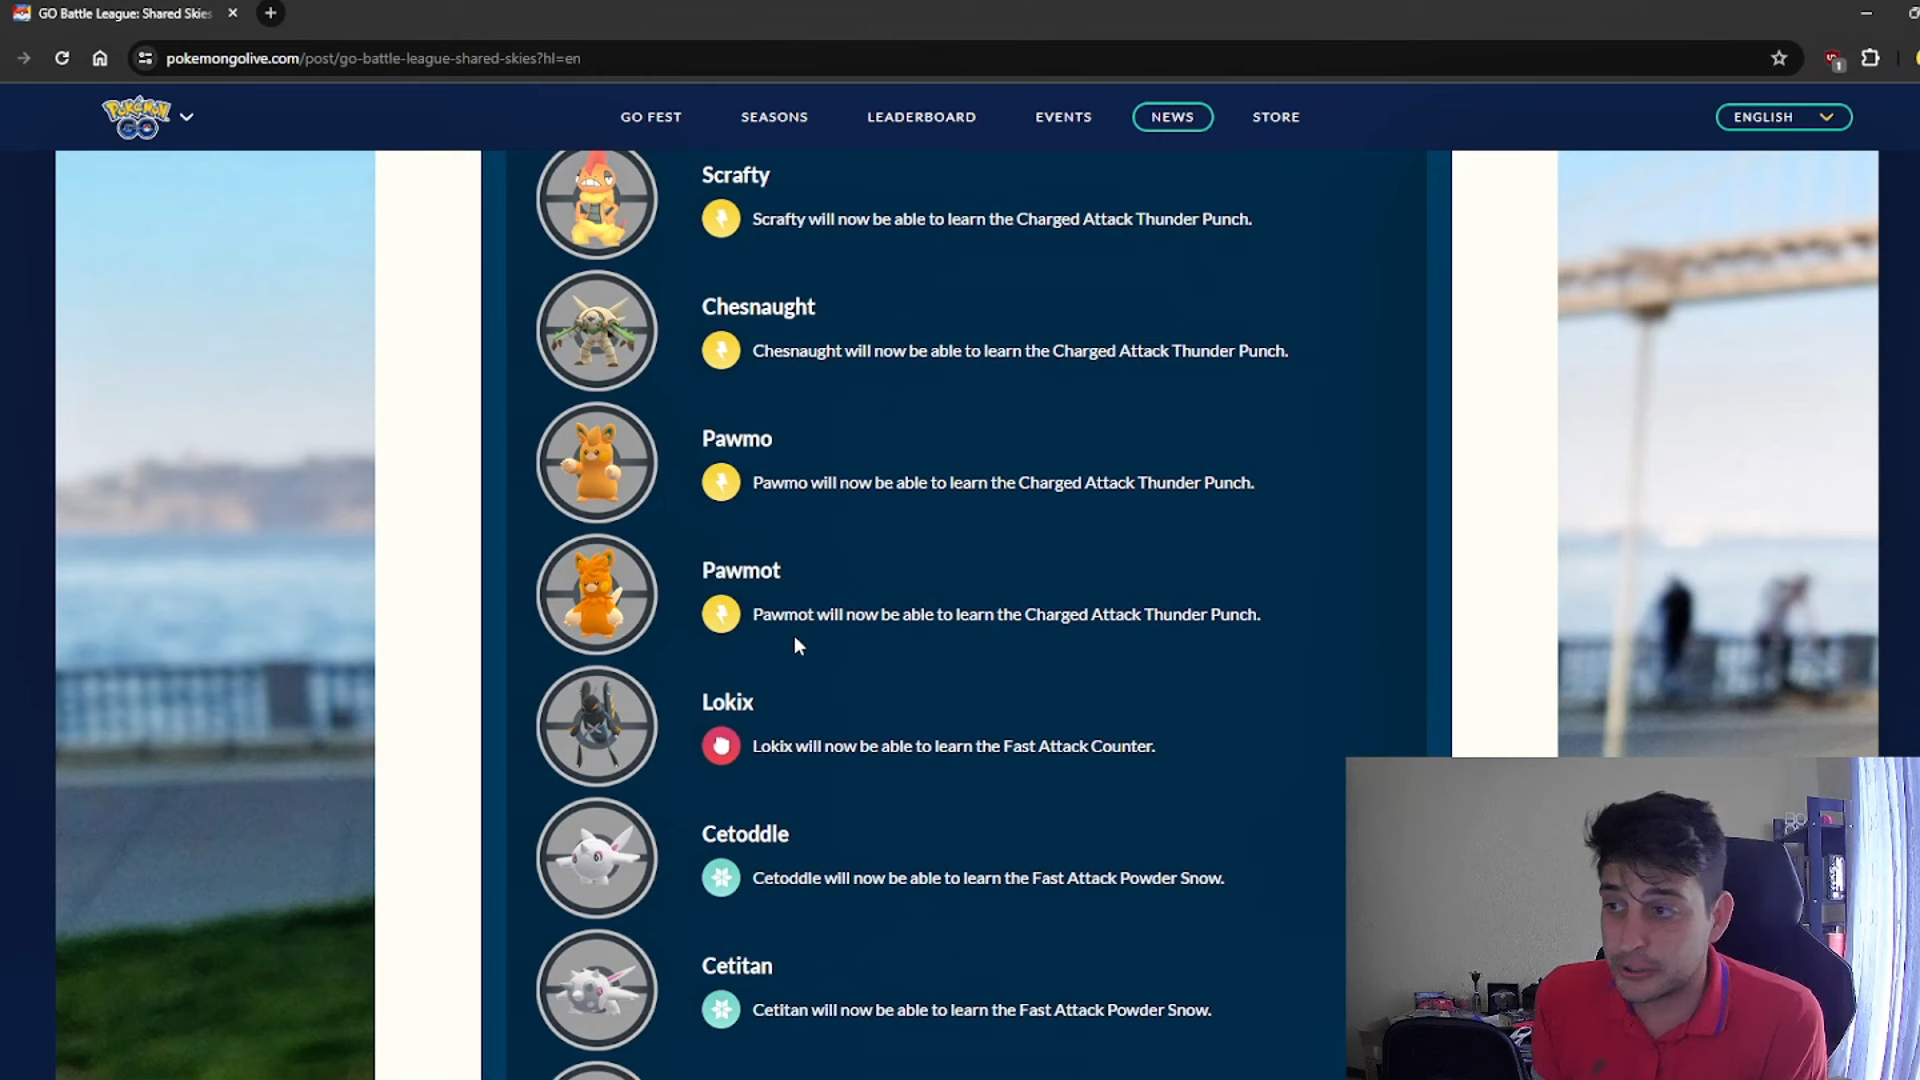 GO Battle League: Shared Skies
pokemongolive.com/post/go-battle-league-shared-skies?hl=en
1
POKÉMON GO
GO FEST
SEASONS
LEADERBOARD
EVENTS
NEWS
STORE
ENGLISH
Scrafty
Scrafty will now be able to learn the Charged Attack Thunder Punch.
Chesnaught
Chesnaught will now be able to learn the Charged Attack Thunder Punch.
Pawmo
Pawmo will now be able to learn the Charged Attack Thunder Punch.
Pawmot
Pawmot will now be able to learn the Charged Attack Thunder Punch.
Lokix
Lokix will now be able to learn the Fast Attack Counter.
Cetoddle
Cetoddle will now be able to learn the Fast Attack Powder Snow.
Cetitan
Cetitan will now be able to learn the Fast Attack Powder Snow.